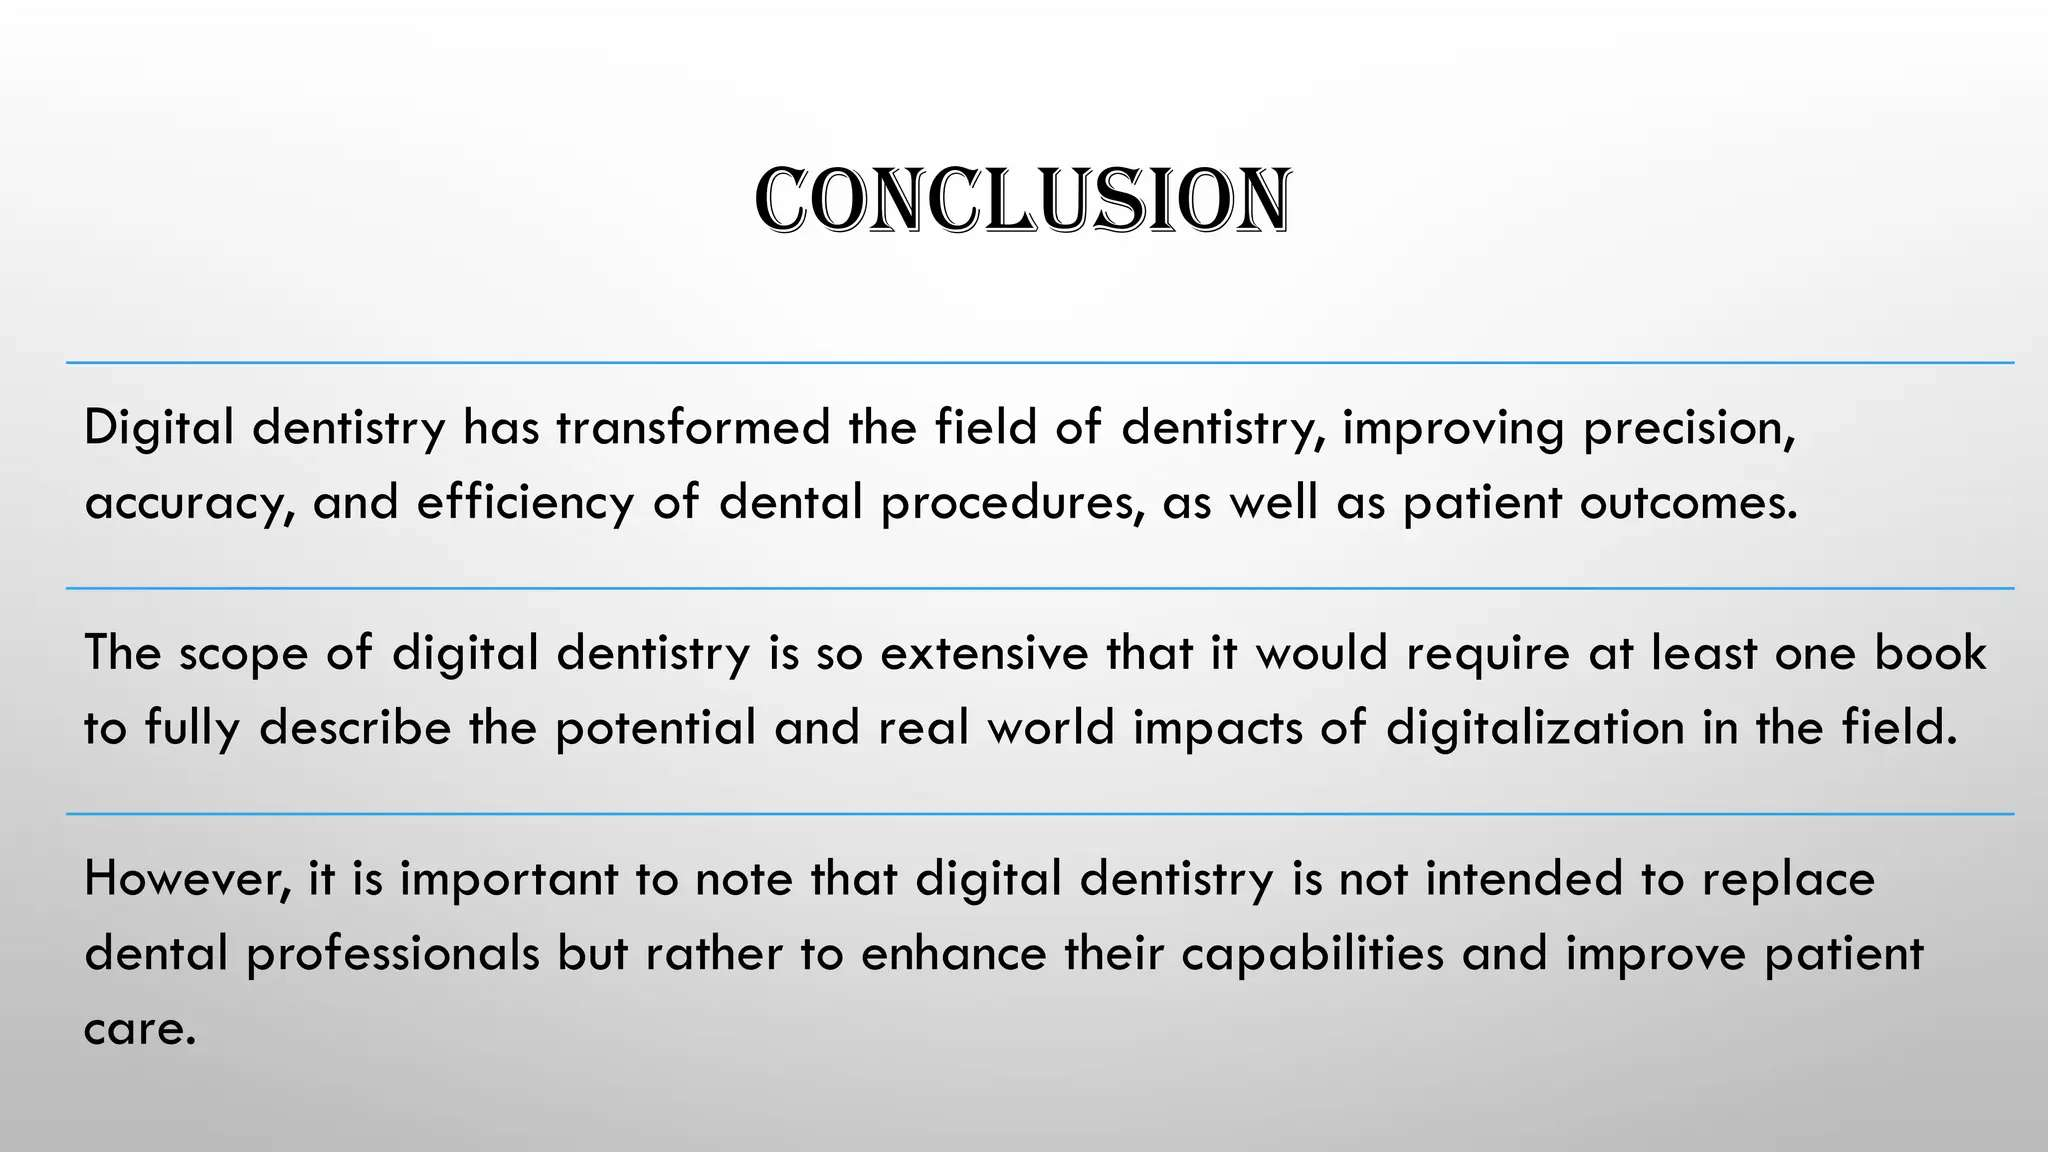 CONCLUSION
Digital dentistry has transformed the field of dentistry, improving precision,
accuracy, and efficiency of dental procedures, as well as patient outcomes.
The scope of digital dentistry is so extensive that it would require at least one book
to fully describe the potential and real world impacts of digitalization in the field.
However, it is important to note that digital dentistry is not intended to replace
dental professionals but rather to enhance their capabilities and improve patient
care.